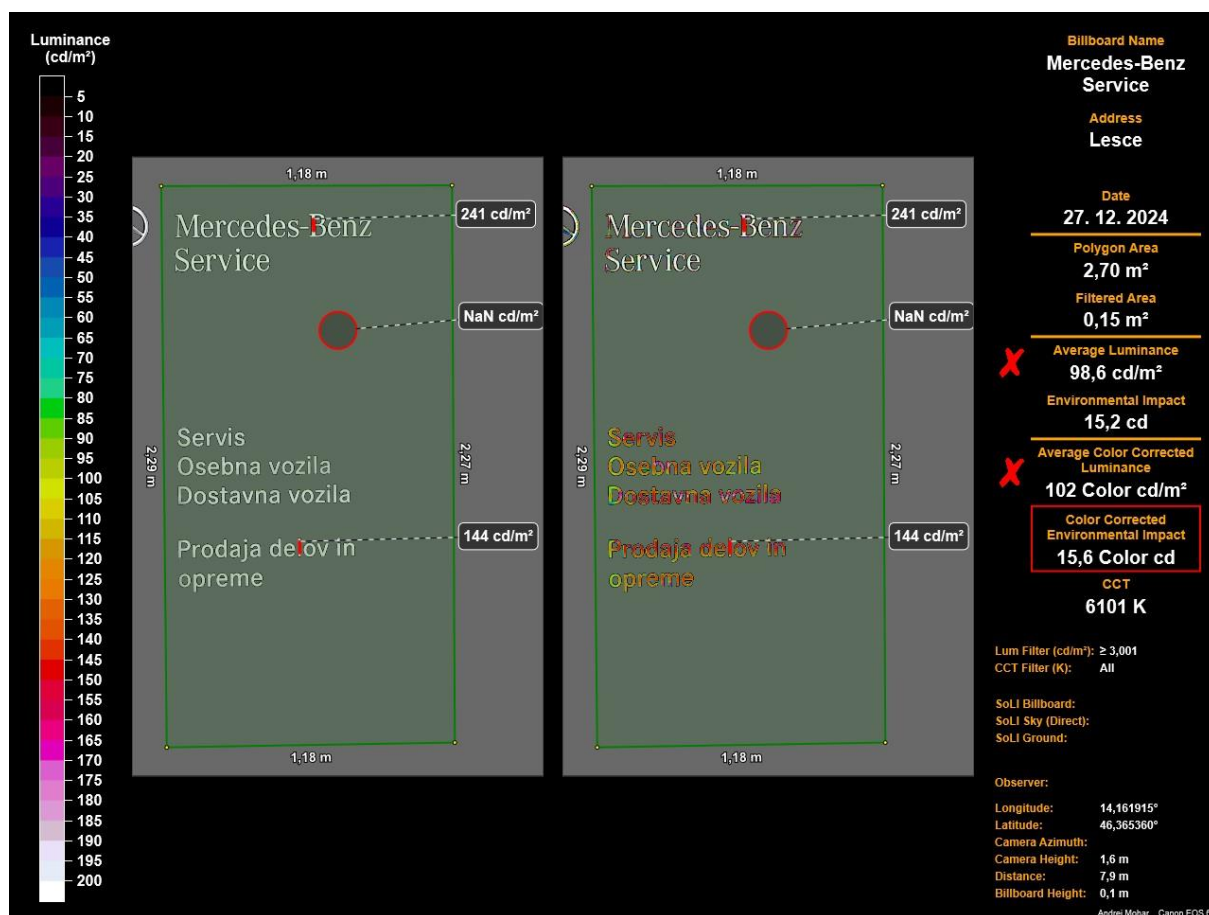 Luminance
(cd/m²)
5
10
15
20
25
30
35
40
45
50
55
60
65
70
75
80
85
90
95
100
105
110
115
120
125
130
135
140
145
150
155
160
165
170
175
180
185
190
195
200
1,18 m
241 cd/m²
Mercedes-Benz
Service
NaN cd/m²
2,29 m
2,27 m
Servis
Osebna vozila
Dostavna vozila
144 cd/m²
Prodaja delov in
opreme
1,18 m
1,18 m
241 cd/m²
Mercedes-Benz
Service
NaN cd/m²
2,29 m
2,27 m
Servis
Osebna vozila
Dostavna vozila
144 cd/m²
Prodaja delov in
opreme
1,18 m
Billboard Name
Mercedes-Benz
Service
Address
Lesce
Date
27. 12. 2024
Polygon Area
2,70 m²
Filtered Area
0,15 m²
Average Luminance
98,6 cd/m²
Environmental Impact
15,2 cd
Average Color Corrected
Luminance
102 Color cd/m²
Color Corrected
Environmental Impact
15,6 Color cd
CCT
6101 K
Lum Filter (cd/m²): ≥ 3,001
CCT Filter (K): All
SoLI Billboard:
SoLI Sky (Direct):
SoLI Ground:
Observer:
Longitude: 14,161915°
Latitude: 46,365360°
Camera Azimuth:
Camera Height: 1,6 m
Distance: 7,9 m
Billboard Height: 0,1 m
Andrej Mohar Canon EOS